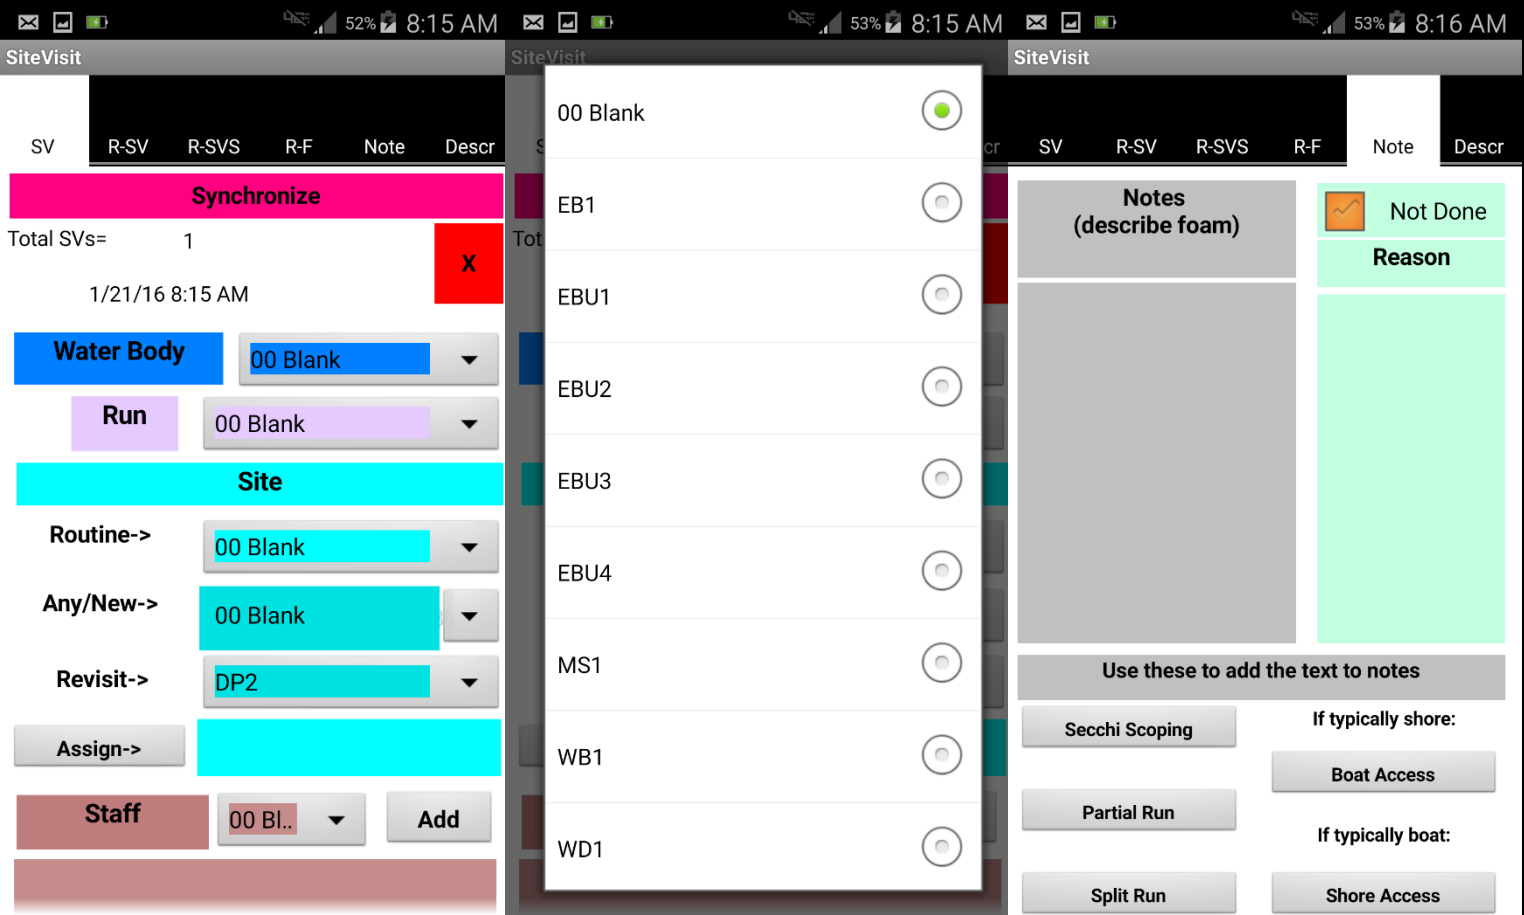 52% 8:15 AM
SiteVisit
SV R-SV R-SVS R-F Note Descr
Synchronize
Total SVs= 1
X
1/21/16 8:15 AM
Water Body 00 Blank
Run 00 Blank
Site
Routine-> 00 Blank
Any/New-> 00 Blank
Revisit-> DP2
Assign->
Staff 00 Bl.. Add
53% 8:15 AM
SiteVisit
cr
Tot
00 Blank
EB1
EBU1
EBU2
EBU3
EBU4
MS1
WB1
WD1
53% 8:16 AM
SiteVisit
SV R-SV R-SVS R-F Note Descr
Notes
(describe foam)
Not Done
Reason
Use these to add the text to notes
Secchi Scoping
If typically shore:
Boat Access
Partial Run
If typically boat:
Split Run
Shore Access